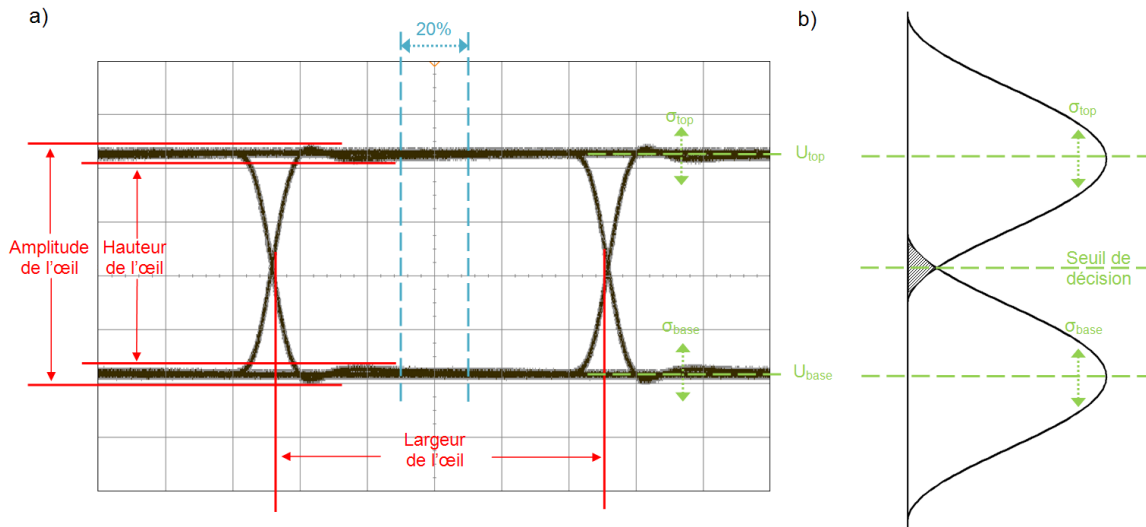 a)
20%
σtop
Utop
Amplitude
de l'œil
Hauteur
de l'œil
σbase
Ubase
Largeur
de l'œil
b)
σtop
Seuil de
décision
σbase